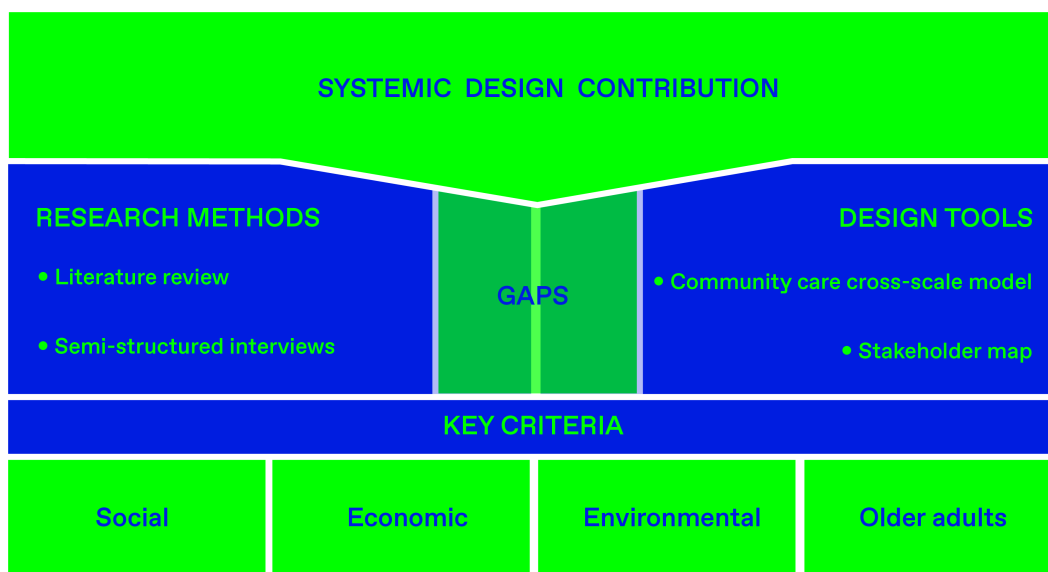 SYSTEMIC DESIGN CONTRIBUTION
RESEARCH METHODS
• Literature review
• Semi-structured interviews
GAPS
DESIGN TOOLS
• Community care cross-scale model
• Stakeholder map
KEY CRITERIA
Social
Economic
Environmental
Older adults